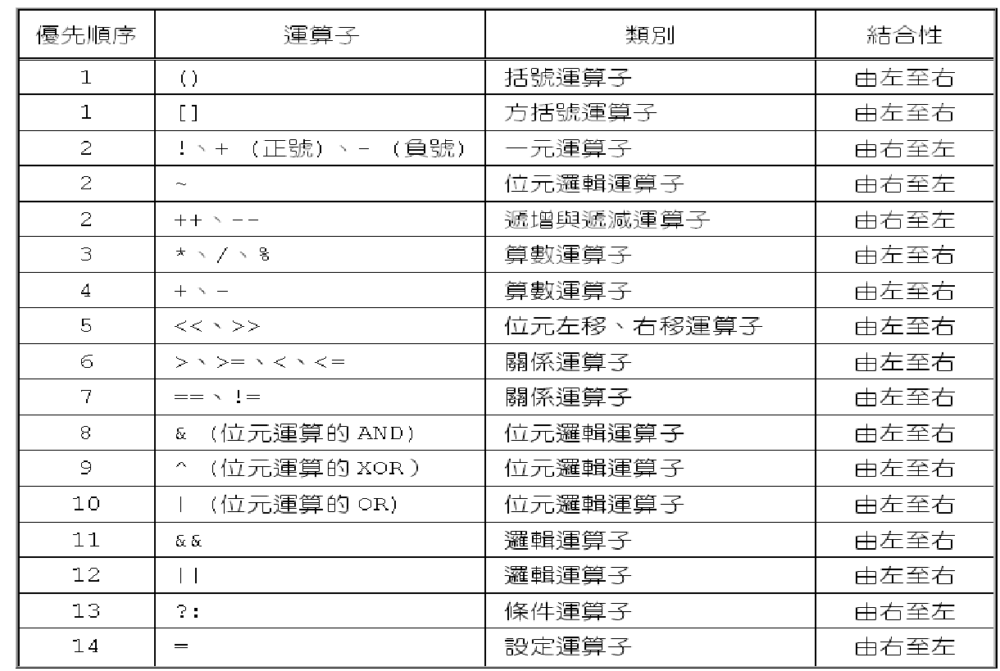 優先順序 運算子 類別 結合性
1 () 括號運算子 由左至右
1 [] 方括號運算子 由左至右
2 !、+ (正號)、- (負號) 一元運算子 由右至左
2 ~ 位元邏輯運算子 由右至左
2 ++、-- 遞增與遞減運算子 由右至左
3 *、/、% 算數運算子 由左至右
4 +、- 算數運算子 由左至右
5 <<、>> 位元左移、右移運算子 由左至右
6 >、>=、<、<= 關係運算子 由左至右
7 ==、!= 關係運算子 由左至右
8 & (位元運算的 AND) 位元邏輯運算子 由左至右
9 ^ (位元運算的 XOR) 位元邏輯運算子 由左至右
10 | (位元運算的 OR) 位元邏輯運算子 由左至右
11 && 邏輯運算子 由左至右
12 || 邏輯運算子 由左至右
13 ?: 條件運算子 由右至左
14 = 設定運算子 由右至左